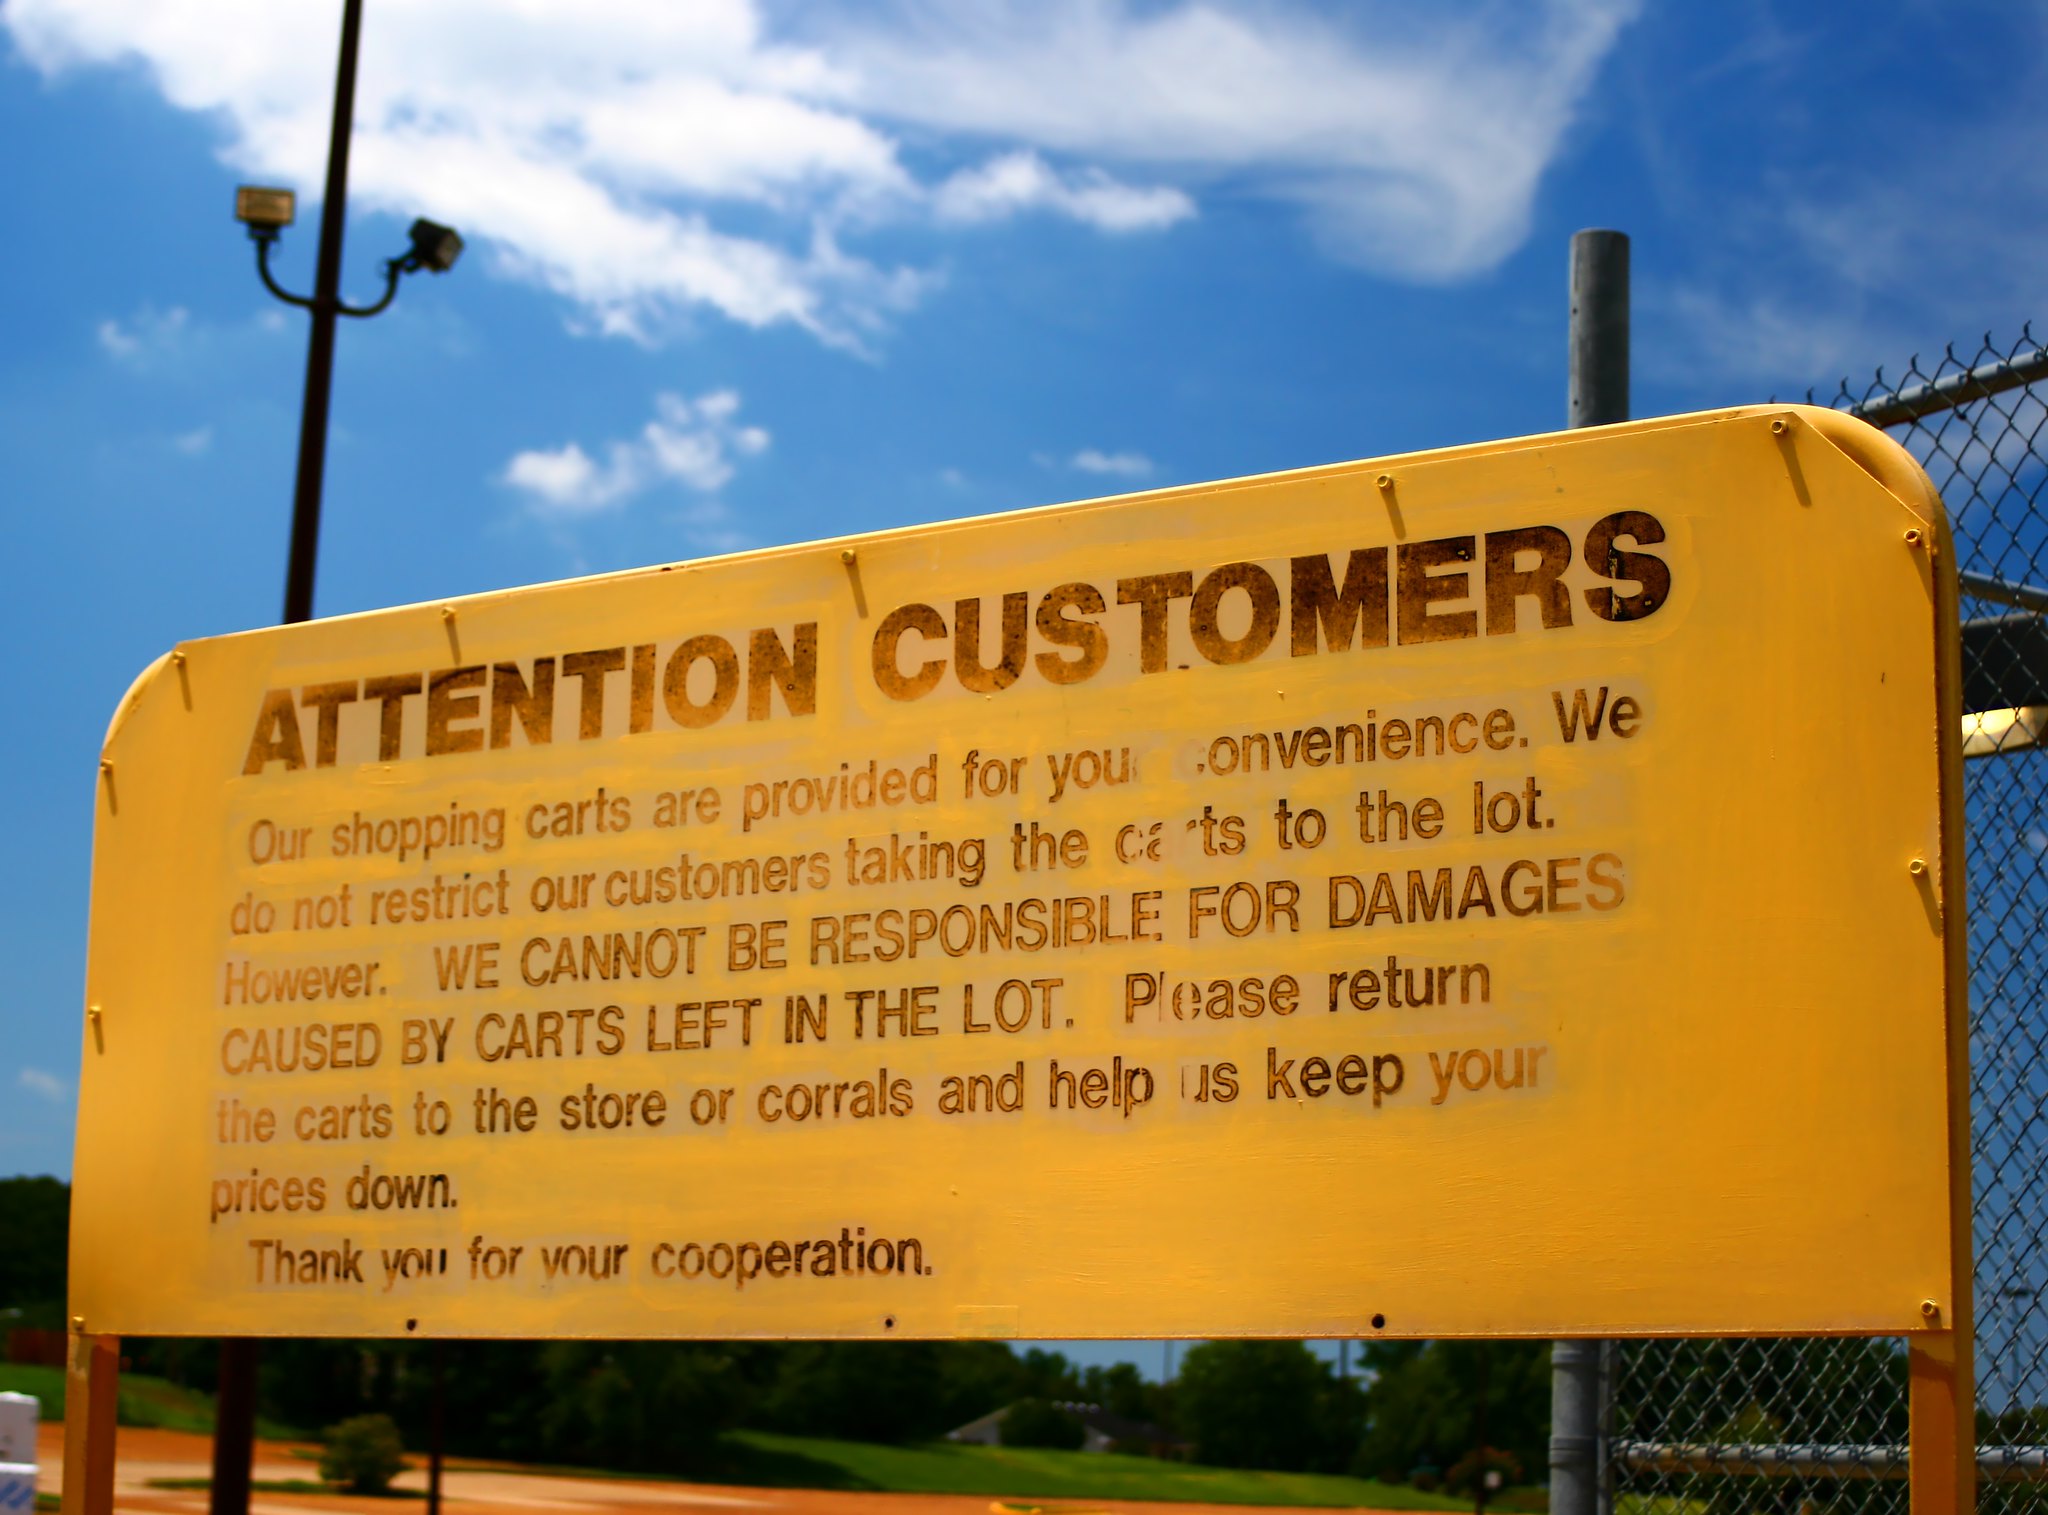 ATTENTION CUSTOMERS
Our shopping carts are provided for your convenience. We
do not restrict our customers taking the carts to the lot.
However. WE CANNOT BE RESPONSIBLE FOR DAMAGES
CAUSED BY CARTS LEFT IN THE LOT. Please return
the carts to the store or corrals and help us keep your
prices down.
Thank you for your cooperation.